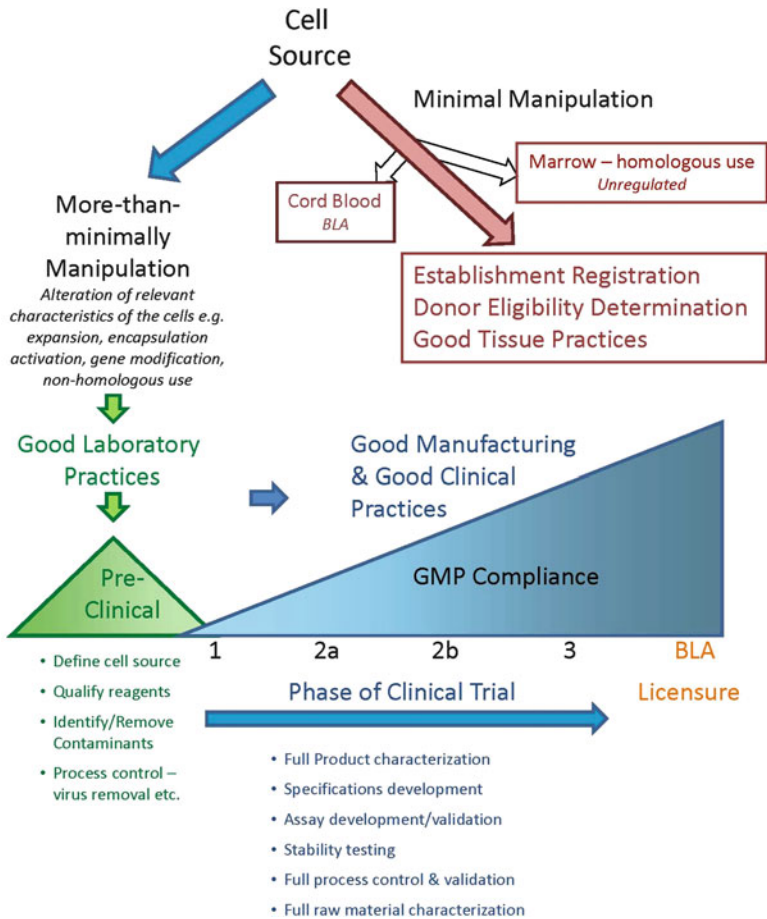 Cell
Source
Minimal Manipulation
Marrow – homologous use
Unregulated
Cord Blood
BLA
More-than-
minimally
Manipulation
Alteration of relevant
characteristics of the cells e.g.
expansion, encapsulation
activation, gene modification,
non-homologous use
Establishment Registration
Donor Eligibility Determination
Good Tissue Practices
Good Laboratory
Practices
Good Manufacturing
& Good Clinical
Practices
Pre-
Clinical
GMP Compliance
1 2a 2b 3 BLA
• Define cell source
• Qualify reagents
• Identify/Remove
Contaminants
• Process control –
virus removal etc.
Phase of Clinical Trial
Licensure
• Full Product characterization
• Specifications development
• Assay development/validation
• Stability testing
• Full process control & validation
• Full raw material characterization